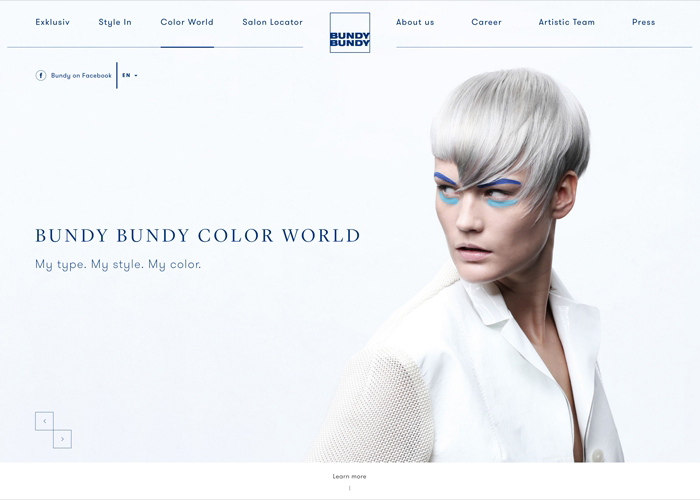 Exklusiv Style In Color World Salon Locator
BUNDY
BUNDY
About us Career Artistic Team Press
f Bundy on Facebook EN
BUNDY BUNDY COLOR WORLD
My type. My style. My color.
Learn more